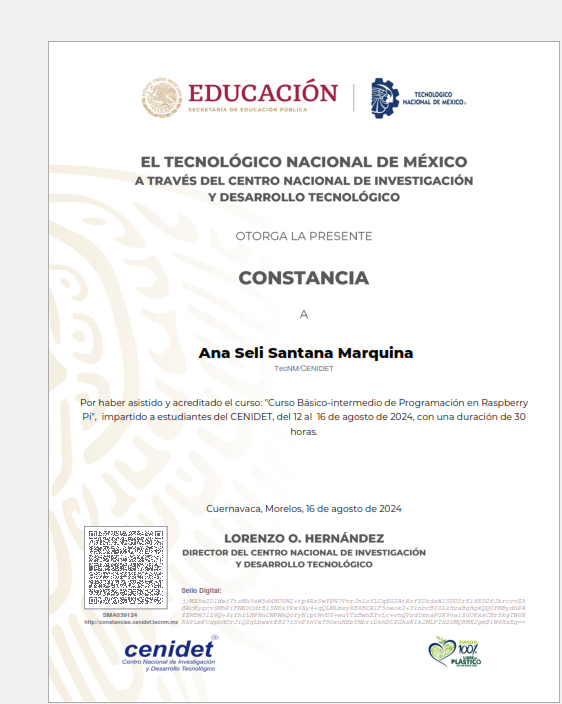 EDUCACIÓN
SECRETARÍA DE EDUCACIÓN PÚBLICA
TECNOLÓGICO
NACIONAL DE MÉXICO®
EL TECNOLÓGICO NACIONAL DE MÉXICO
A TRAVÉS DEL CENTRO NACIONAL DE INVESTIGACIÓN
Y DESARROLLO TECNOLÓGICO
OTORGA LA PRESENTE
CONSTANCIA
A
Ana Seli Santana Marquina
TecNM/CENIDET
Por haber asistido y acreditado el curso: "Curso Básico-intermedio de Programación en Raspberry
Pi", impartido a estudiantes del CENIDET, del 12 al 16 de agosto de 2024, con una duración de 30
horas.
Cuernavaca, Morelos, 16 de agosto de 2024
LORENZO O. HERNÁNDEZ
DIRECTOR DEL CENTRO NACIONAL DE INVESTIGACIÓN
Y DESARROLLO TECNOLÓGICO
Sello Digital:
SMA039124
http://constancias.cenidet.tecnm.mx
cenidet
Centro Nacional de Investigación
y Desarrollo Tecnológico
ESPACIO
100%
LIBRE DE
PLÁSTICO